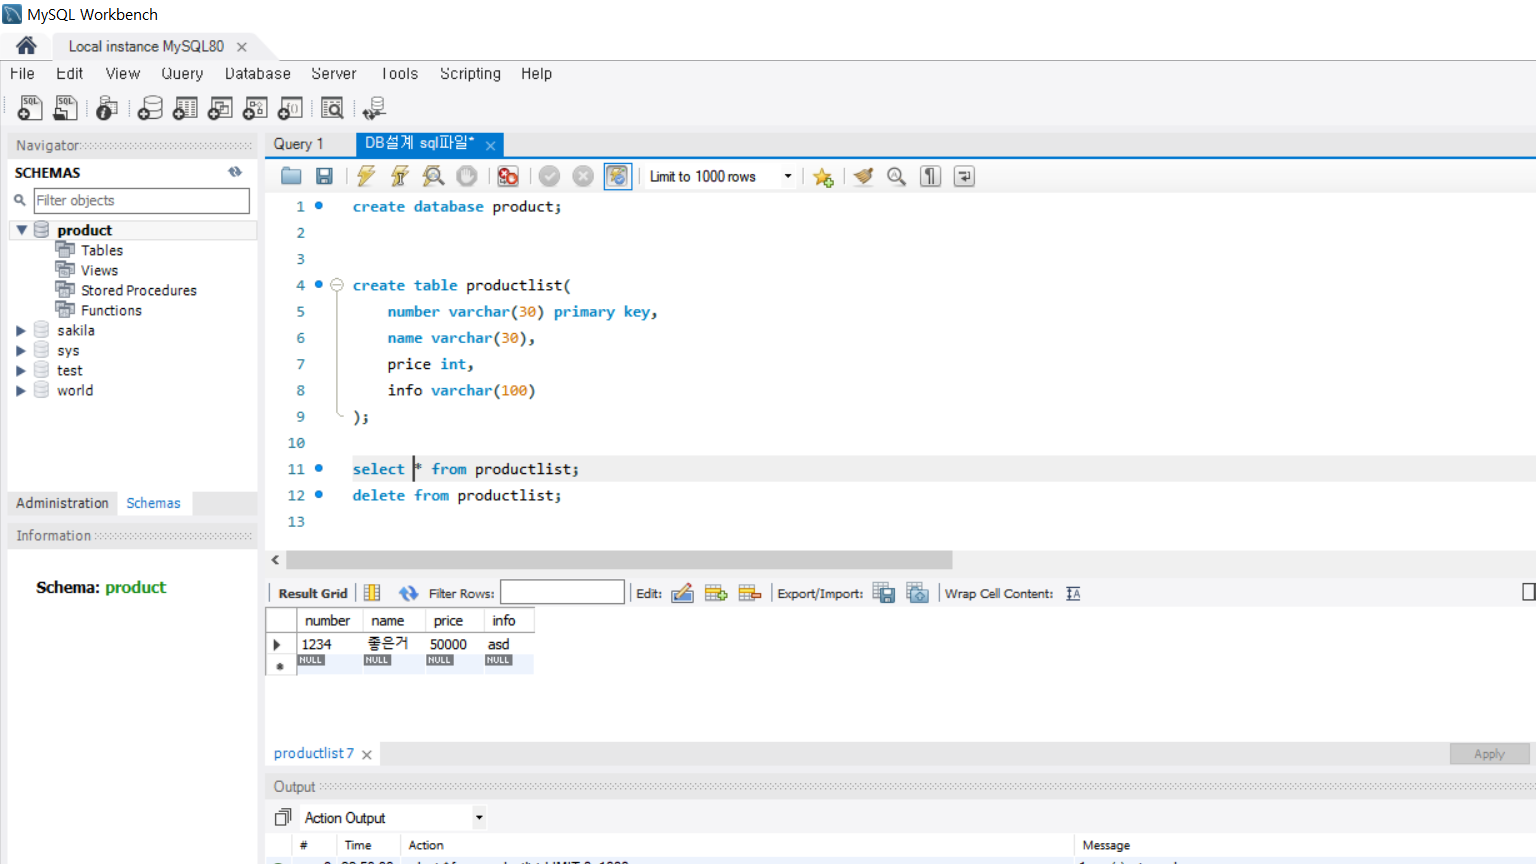 MySQL Workbench
Local instance MySQL80
File Edit View Query Database Server Tools Scripting Help
Navigator
SCHEMAS
Filter objects
product
Tables
Views
Stored Procedures
Functions
sakila
sys
test
world
Administration Schemas
Information
Schema: product
Query 1 DB설계 sql파일*
Limit to 1000 rows
1 create database product;
2
3
4 create table productlist(
5 number varchar(30) primary key,
6 name varchar(30),
7 price int,
8 info varchar(100)
9 );
10
11 select * from productlist;
12 delete from productlist;
13
Result Grid Filter Rows: Edit: Export/Import: Wrap Cell Content:
number name price info
1234 좋은거 50000 asd
NULL NULL NULL NULL
productlist 7 Apply
Output
Action Output
# Time Action Message